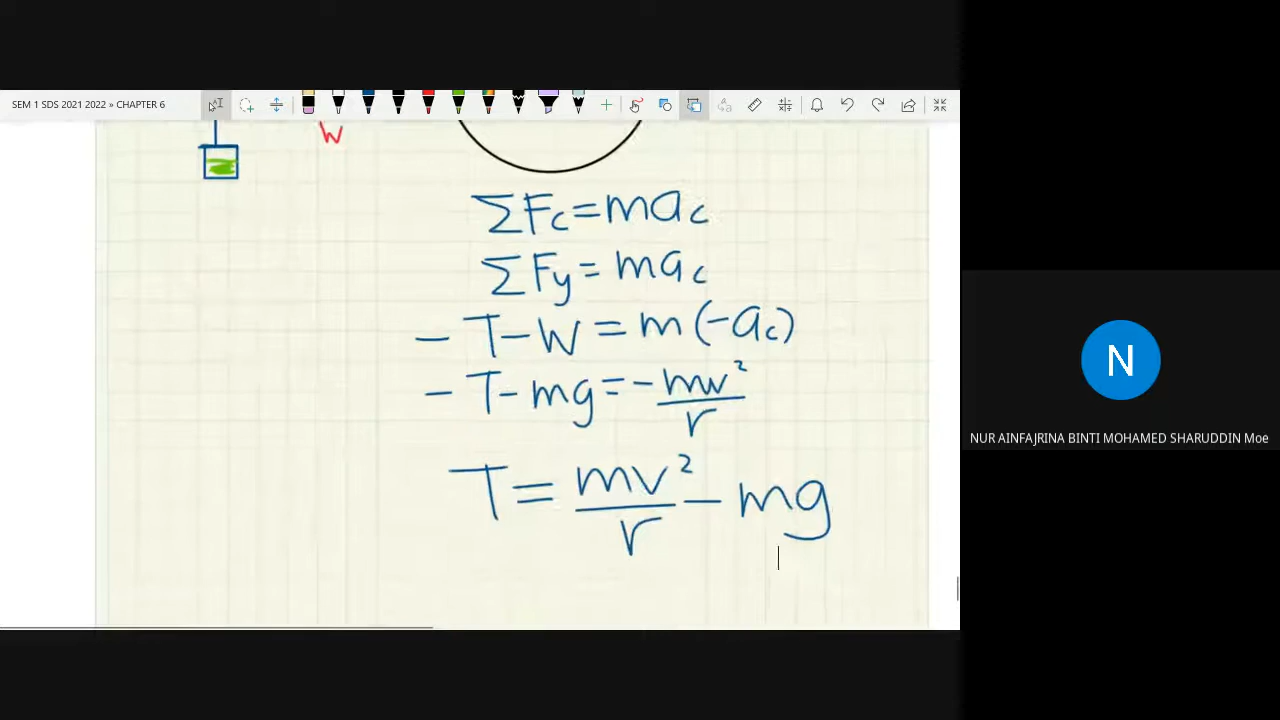 SEM 1 SDS 2021 2022 » CHAPTER 6
W
ΣFc=mac
ΣFy=mac
-T-W=m(-ac)
-T-mg=-mv²/r
T=mv²/r-mg
N
NUR AINFAJRINA BINTI MOHAMED SHARUDDIN Moe